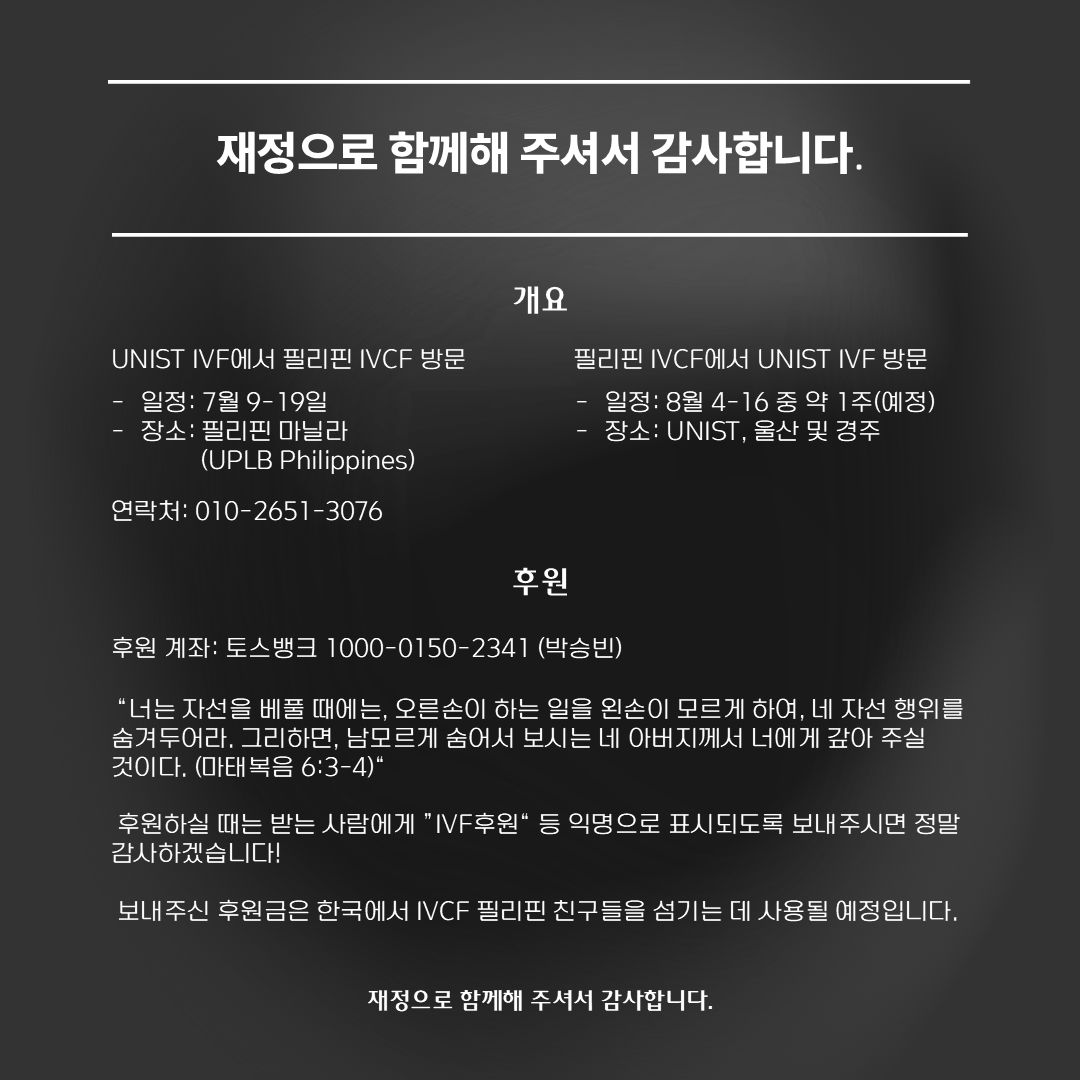 재정으로 함께해 주셔서 감사합니다.
개요
UNIST IVF에서 필리핀 IVCF 방문
- 일정: 7월 9-19일
- 장소: 필리핀 마닐라
(UPLB Philippines)
필리핀 IVCF에서 UNIST IVF 방문
- 일정: 8월 4-16 중 약 1주(예정)
- 장소: UNIST, 울산 및 경주
연락처: 010-2651-3076
후원
후원 계좌: 토스뱅크 1000-0150-2341 (박승빈)
“너는 자선을 베풀 때에는, 오른손이 하는 일을 왼손이 모르게 하여, 네 자선 행위를
숨겨두어라. 그리하면, 남모르게 숨어서 보시는 네 아버지께서 너에게 갚아 주실
것이다. (마태복음 6:3-4)“
후원하실 때는 받는 사람에게 ”IVF후원“ 등 익명으로 표시되도록 보내주시면 정말
감사하겠습니다!
보내주신 후원금은 한국에서 IVCF 필리핀 친구들을 섬기는 데 사용될 예정입니다.
재정으로 함께해 주셔서 감사합니다.